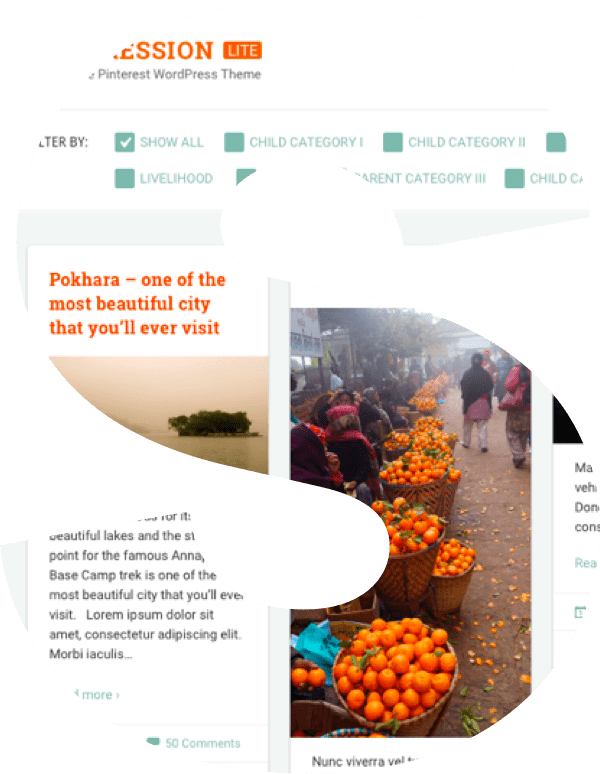 ESSION LITE
Pinterest WordPress Theme
LTER BY: SHOW ALL CHILD CATEGORY I CHILD CATEGORY II
LIVELIHOOD PARENT CATEGORY III CHILD CA
Pokhara – one of the
most beautiful city
that you’ll ever visit
for its
beautiful lakes and the st
point for the famous Anna,
Base Camp trek is one of the
most beautiful city that you’ll ever
visit. Lorem ipsum dolor sit
amet, consectetur adipiscing elit.
Morbi iaculis...
more ›
50 Comments
Nunc viverra vel
Ma
vehi
Don
cons
Rea